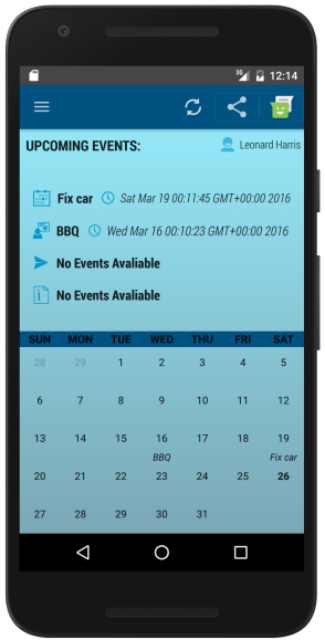 3G 12:14
UPCOMING EVENTS: Leonard Harris
Fix car Sat Mar 19 00:11:45 GMT+00:00 2016
BBQ Wed Mar 16 00:10:23 GMT+00:00 2016
No Events Avaliable
No Events Avaliable
SUN MON TUE WED THU FRI SAT
28 29 1 2 3 4 5
6 7 8 9 10 11 12
13 14 15 16 17 18 19
BBQ Fix car
20 21 22 23 24 25 26
27 28 29 30 31